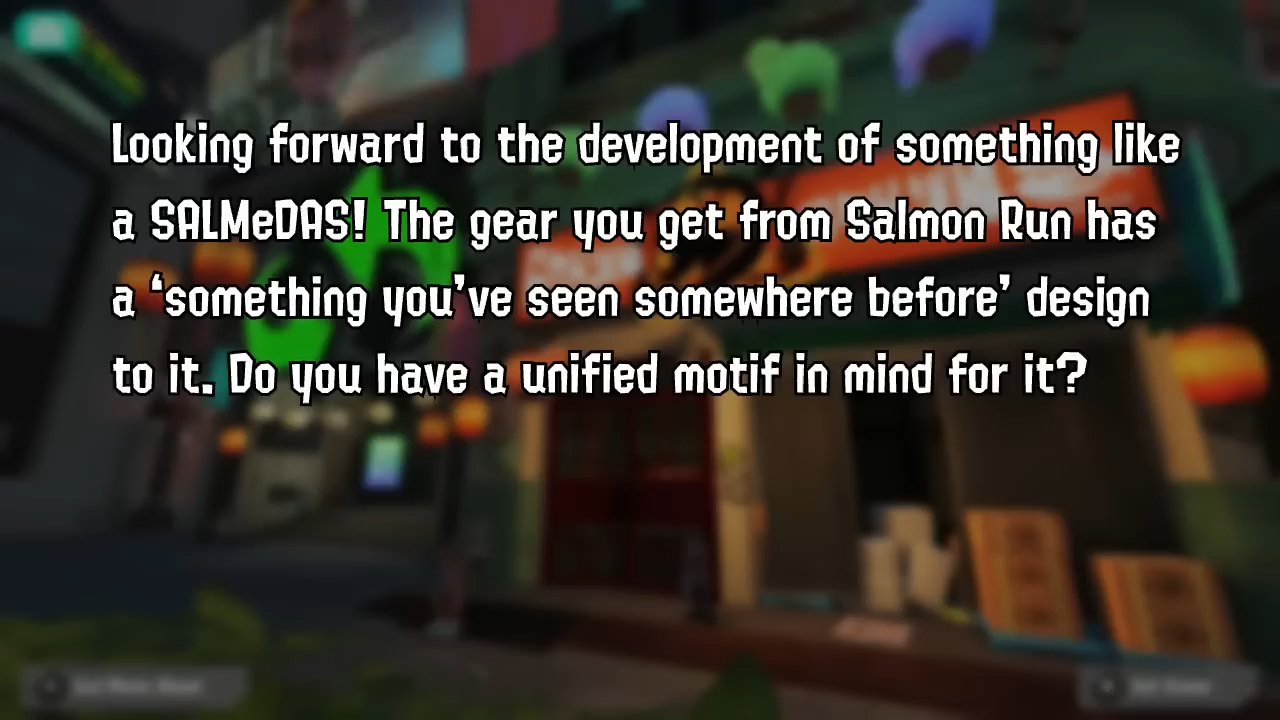 Looking forward to the development of something like
a SALMeDAS! The gear you get from Salmon Run has
a ‘something you’ve seen somewhere before’ design
to it. Do you have a unified motif in mind for it?